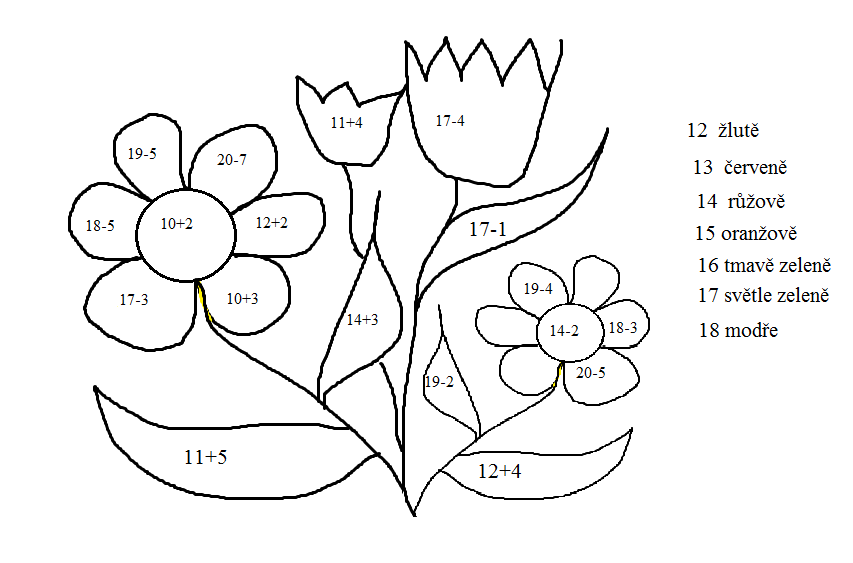 11+4
17-4
19-5
20-7
18-5
10+2
12+2
17-3
10+3
17-1
14+3
19-4
14-2
18-3
19-2
20-5
11+5
12+4
12 žlutě
13 červeně
14 růžově
15 oranžově
16 tmavě zeleně
17 světle zeleně
18 modře